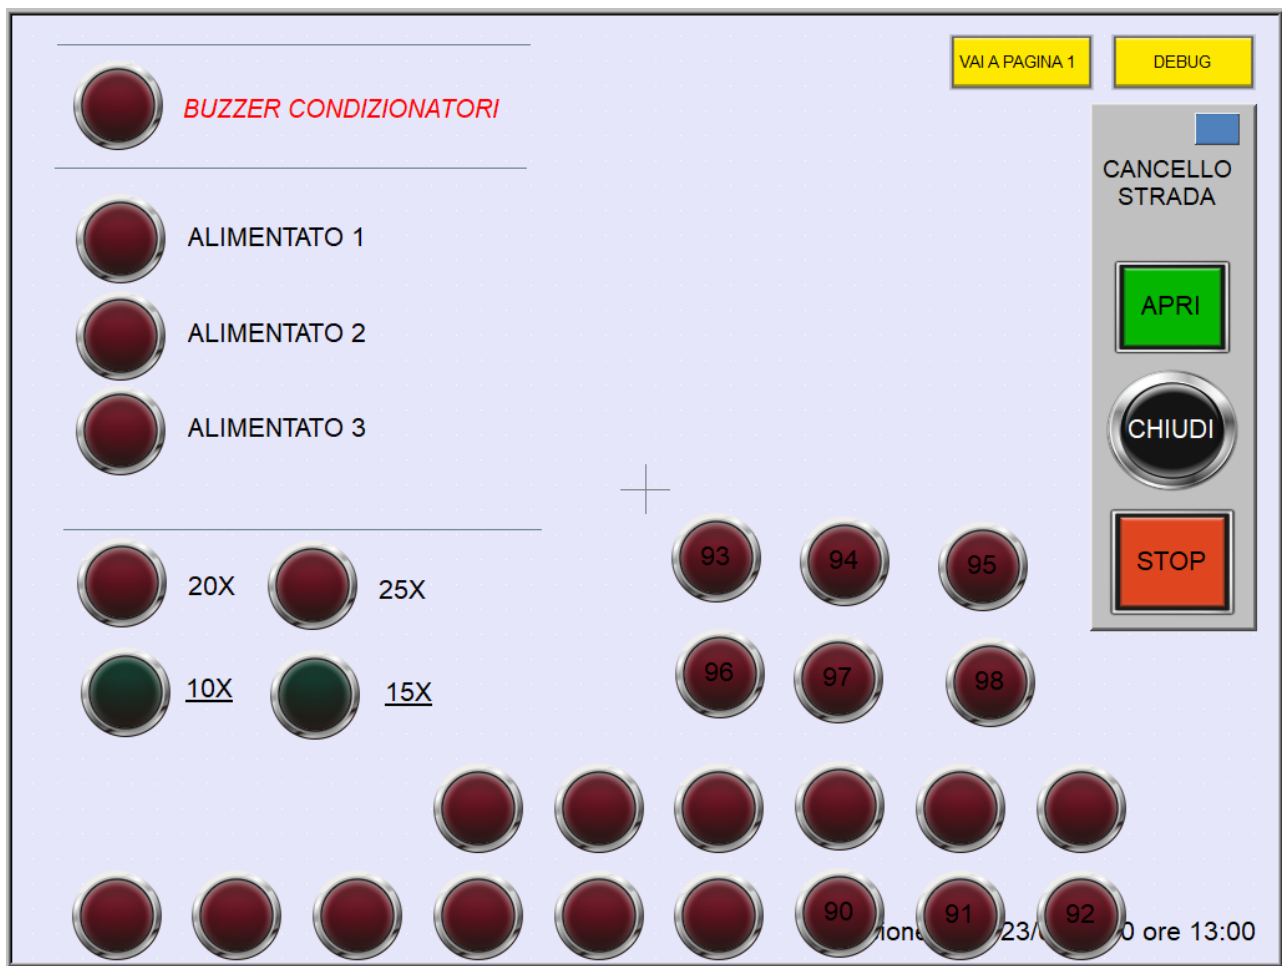 VAI A PAGINA 1
DEBUG
BUZZER CONDIZIONATORI
CANCELLO
STRADA
ALIMENTATO 1
APRI
ALIMENTATO 2
ALIMENTATO 3
CHIUDI
93
94
95
STOP
20X
25X
96
97
98
10X
15X
90
91
92
ore 13:00